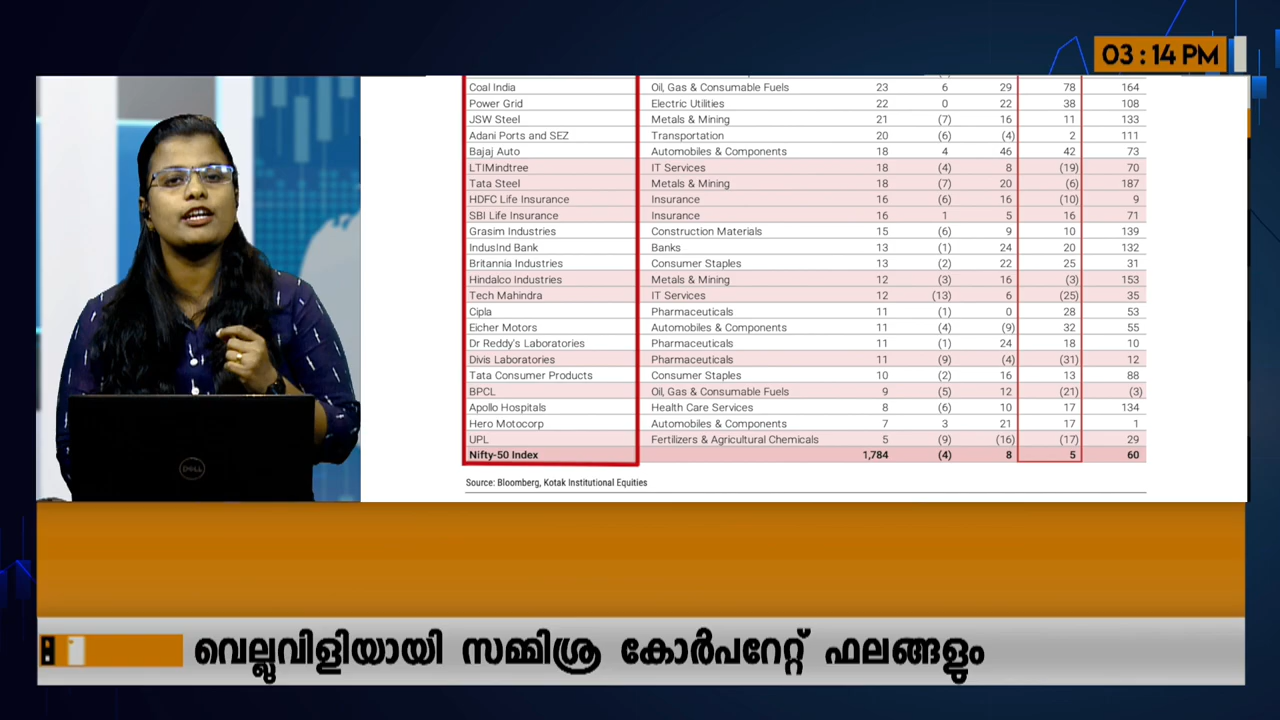 03 : 14 PM
Coal India Oil, Gas & Consumable Fuels 23 6 29 78 164
Power Grid Electric Utilities 22 0 22 38 108
JSW Steel Metals & Mining 21 (7) 16 11 133
Adani Ports and SEZ Transportation 20 (6) (4) 2 111
Bajaj Auto Automobiles & Components 18 4 46 42 73
LTIMindtree IT Services 18 (4) 8 (19) 70
Tata Steel Metals & Mining 18 (7) 20 (6) 187
HDFC Life Insurance Insurance 16 (6) 16 (10) 9
SBI Life Insurance Insurance 16 1 5 16 71
Grasim Industries Construction Materials 15 (6) 9 10 139
IndusInd Bank Banks 13 (1) 24 20 132
Britannia Industries Consumer Staples 13 (2) 22 25 31
Hindalco Industries Metals & Mining 12 (3) 16 (3) 153
Tech Mahindra IT Services 12 (13) 6 (25) 35
Cipla Pharmaceuticals 11 (1) 0 28 53
Eicher Motors Automobiles & Components 11 (4) (9) 32 55
Dr Reddy's Laboratories Pharmaceuticals 11 (1) 24 18 10
Divis Laboratories Pharmaceuticals 11 (9) (4) (31) 12
Tata Consumer Products Consumer Staples 10 (2) 16 13 88
BPCL Oil, Gas & Consumable Fuels 9 (5) 12 (21) (3)
Apollo Hospitals Health Care Services 8 (6) 10 17 134
Hero Motocorp Automobiles & Components 7 3 21 17 1
UPL Fertilizers & Agricultural Chemicals 5 (9) (16) (17) 29
Nifty-50 Index 1,784 (4) 8 5 60
Source: Bloomberg, Kotak Institutional Equities
DELL
വെല്ലുവിളിയായി സമ്മിശ്ര കോർപറേറ്റ് ഫലങ്ങളും